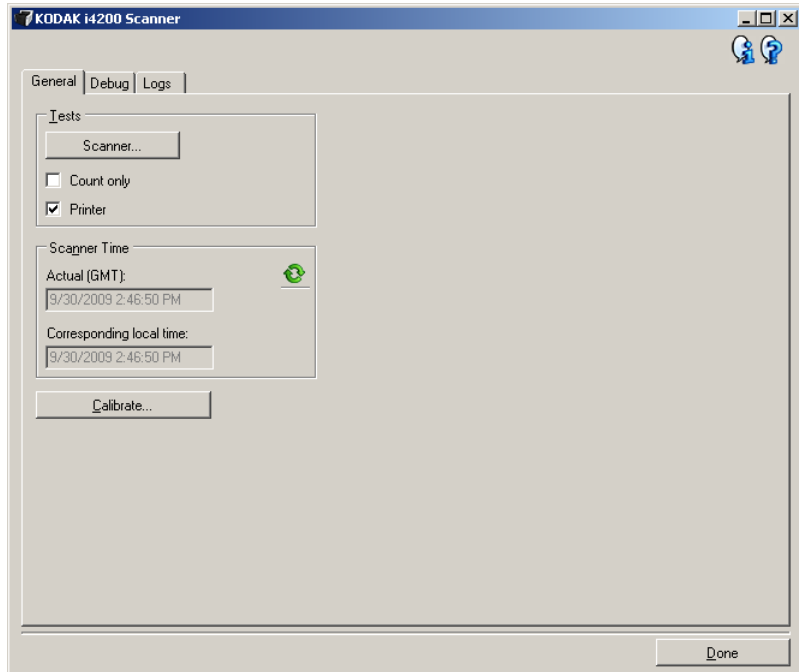 KODAK i4200 Scanner
General Debug Logs
Tests
Scanner...
Count only
Printer
Scanner Time
Actual (GMT):
9/30/2009 2:46:50 PM
Corresponding local time:
9/30/2009 2:46:50 PM
Calibrate...
Done